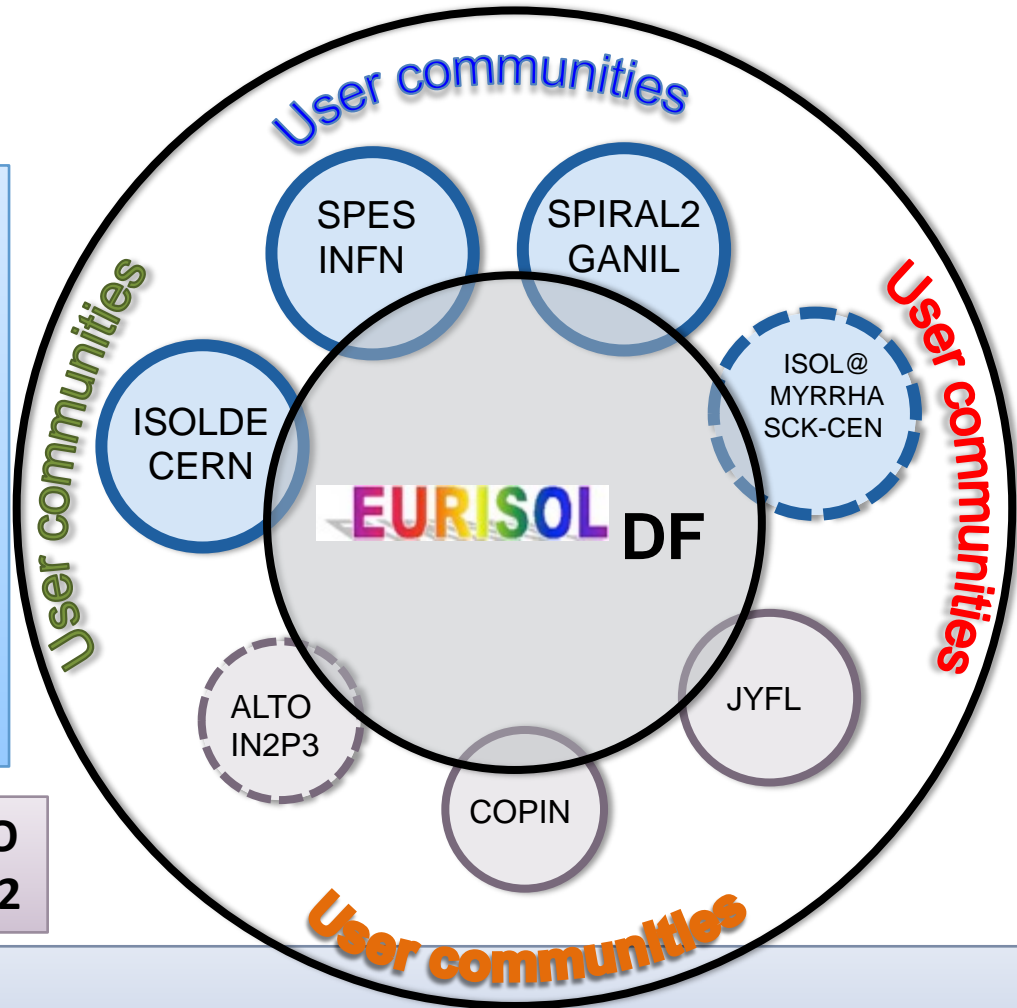 User communities
SPES
INFN
SPIRAL2
GANIL
User communities
User communities
ISOL@
MYRRHA
SCK-CEN
ISOLDE
CERN
EURISOL DF
ALTO
IN2P3
JYFL
COPIN
O
2
User communities